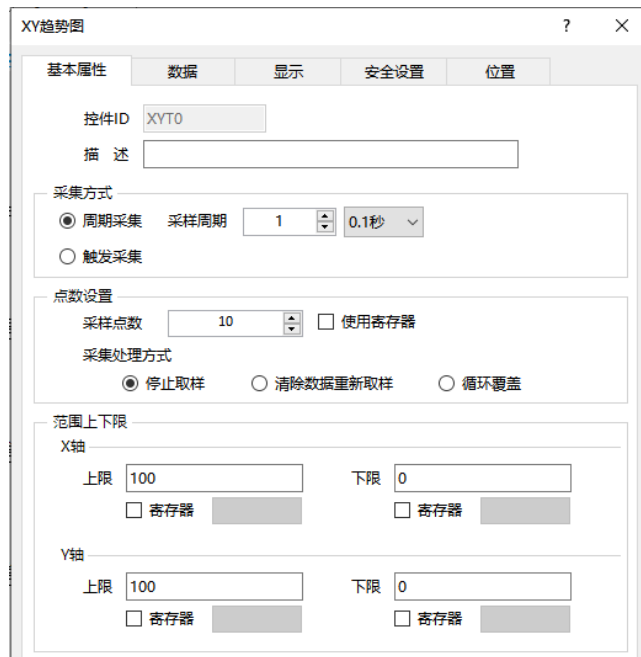 XY趋势图 ?
基本属性 数据 显示 安全设置 位置
控件ID XYT0
描 述
采集方式
周期采集 采样周期 1 0.1秒
触发采集
点数设置
采样点数 10 使用寄存器
采集处理方式
停止取样 清除数据重新取样 循环覆盖
范围上下限
X轴
上限 100 下限 0
寄存器 寄存器
Y轴
上限 100 下限 0
寄存器 寄存器